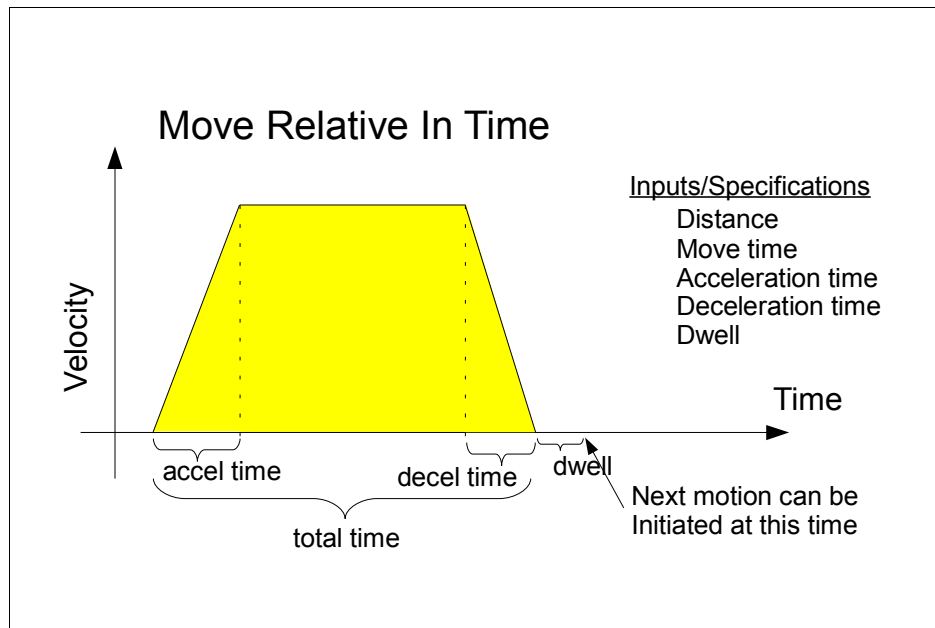 Move Relative In Time
Inputs/Specifications
Distance
Move time
Acceleration time
Deceleration time
Dwell
Velocity
Time
accel time
decel time
dwell
total time
Next motion can be
Initiated at this time